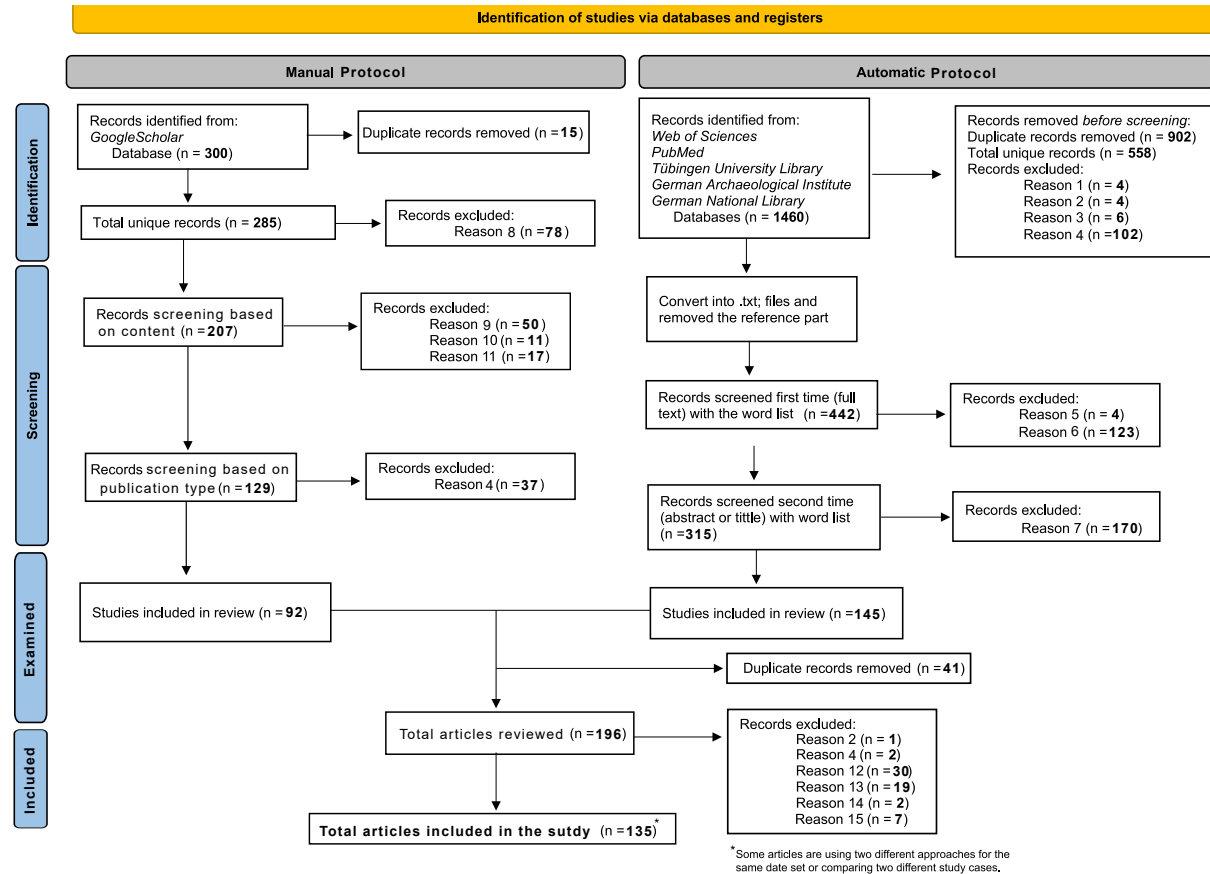 Identification of studies via databases and registers
Manual Protocol
Automatic Protocol
Identification
Screening
Examined
Included
Records identified from:
GoogleScholar
Database (n = 300)
Duplicate records removed (n = 15)
Total unique records (n = 285)
Records excluded:
Reason 8 (n =78)
Records screening based on
content (n = 207)
Records excluded:
Reason 9 (n = 50)
Reason 10 (n = 11)
Reason 11 (n = 17)
Records screening based on
publication type (n = 129)
Records excluded:
Reason 4 (n = 37)
Studies included in review (n = 92)
Records identified from:
Web of Sciences
PubMed
Tübingen University Library
German Archaeological Institute
German National Library
Databases (n = 1460)
Records removed before screening:
Duplicate records removed (n = 902)
Total unique records (n = 558)
Records excluded:
Reason 1 (n = 4)
Reason 2 (n = 4)
Reason 3 (n = 6)
Reason 4 (n =102)
Convert into .txt; files and
removed the reference part
Records screened first time (full
text) with the word list (n =442)
Records excluded:
Reason 5 (n = 4)
Reason 6 (n =123)
Records screened second time
(abstract or tittle) with word list
(n =315)
Records excluded:
Reason 7 (n =170)
Studies included in review (n =145)
Duplicate records removed (n = 41)
Total articles reviewed (n =196)
Records excluded:
Reason 2 (n = 1)
Reason 4 (n = 2)
Reason 12 (n = 30)
Reason 13 (n = 19)
Reason 14 (n = 2)
Reason 15 (n = 7)
Total articles included in the sutdy (n =135)*
*Some articles are using two different approaches for the
same date set or comparing two different study cases.